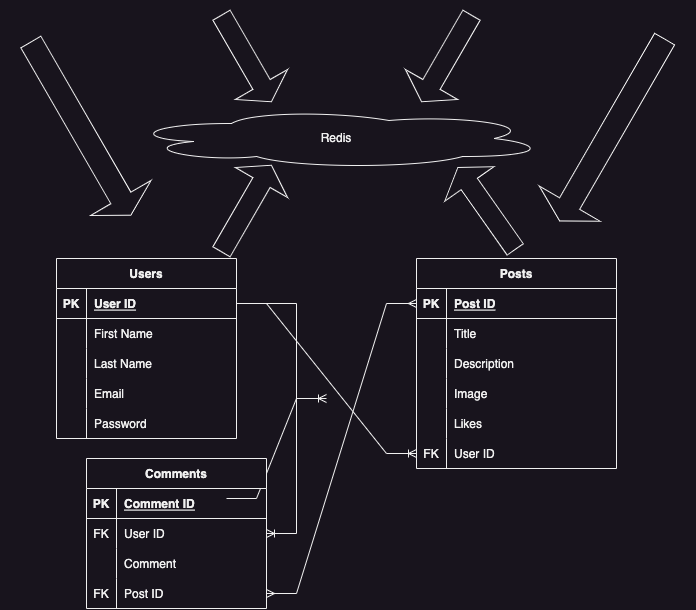 Redis
Users
PK User ID
First Name
Last Name
Email
Password
Posts
PK Post ID
Title
Description
Image
Likes
FK User ID
Comments
PK Comment ID
FK User ID
Comment
FK Post ID